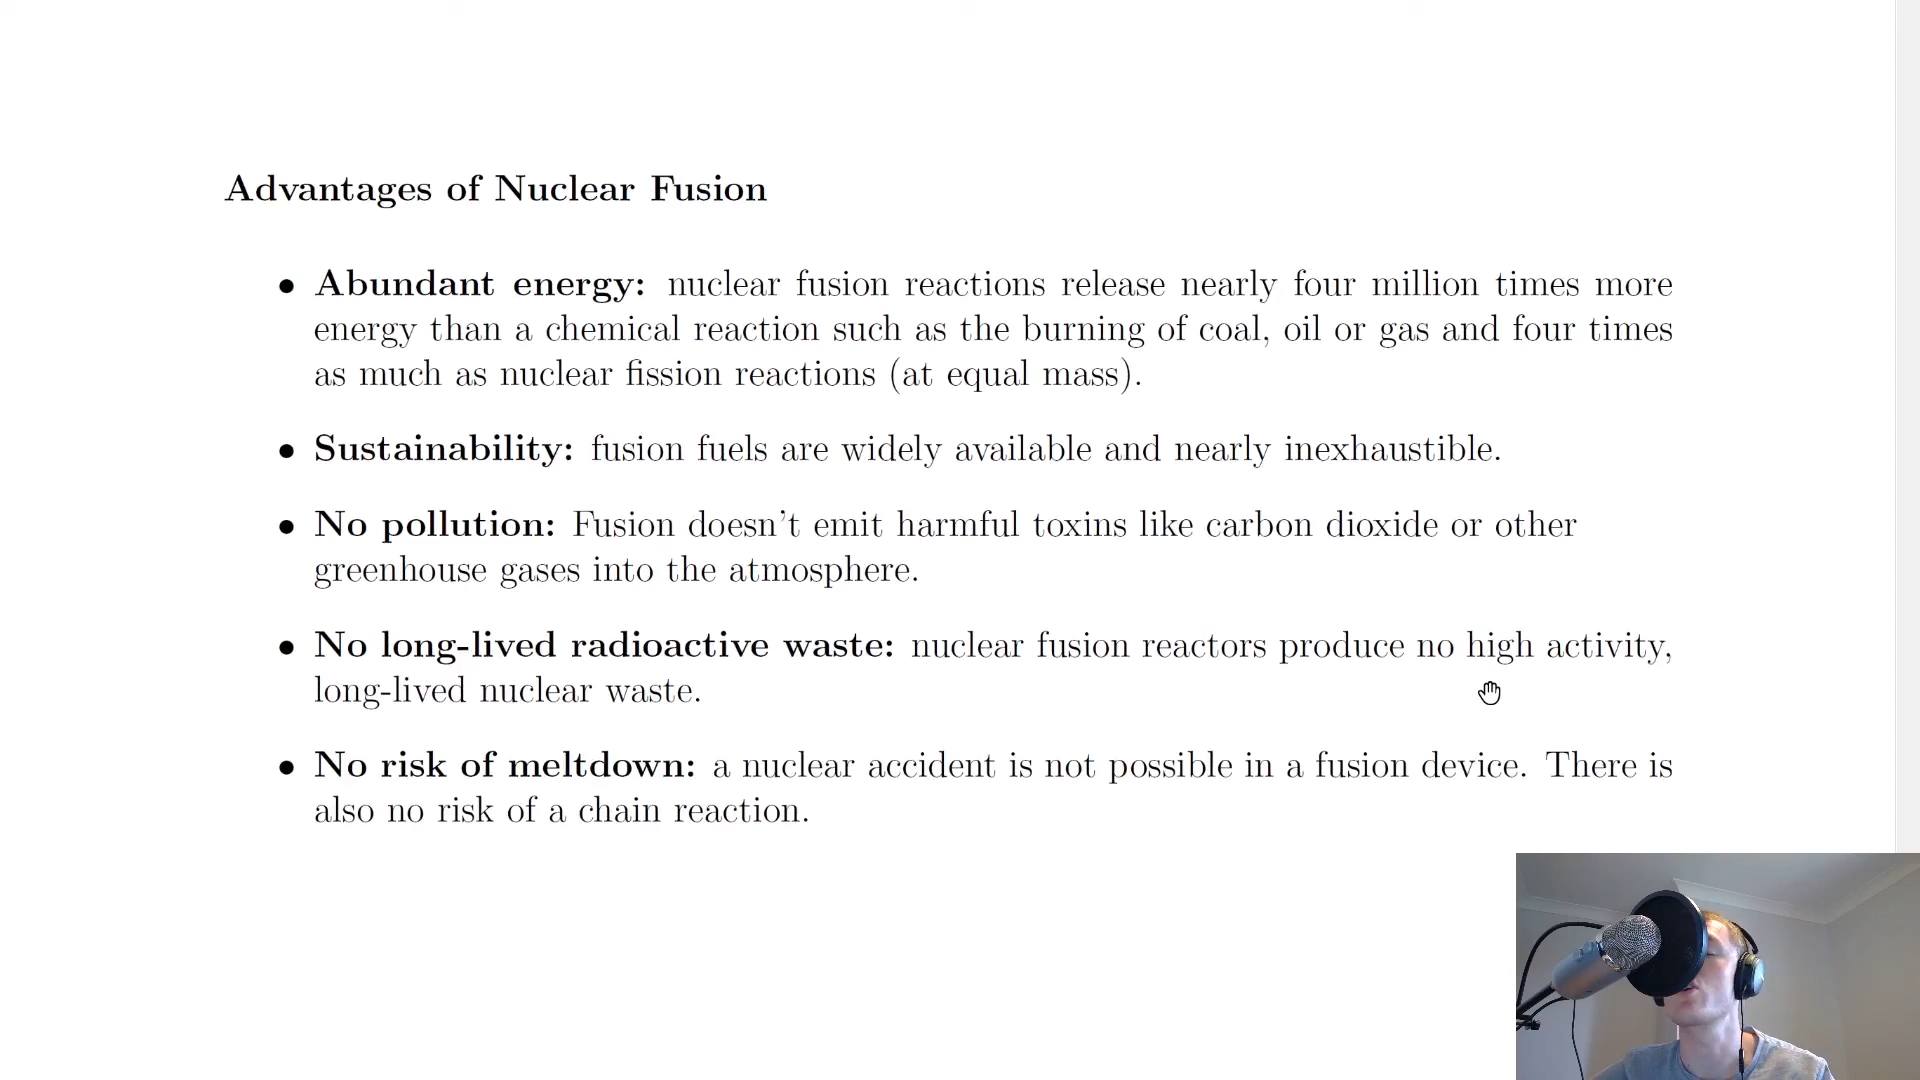 Advantages of Nuclear Fusion
• Abundant energy: nuclear fusion reactions release nearly four million times more
energy than a chemical reaction such as the burning of coal, oil or gas and four times
as much as nuclear fission reactions (at equal mass).
• Sustainability: fusion fuels are widely available and nearly inexhaustible.
• No pollution: Fusion doesn't emit harmful toxins like carbon dioxide or other
greenhouse gases into the atmosphere.
• No long-lived radioactive waste: nuclear fusion reactors produce no high activity,
long-lived nuclear waste.
• No risk of meltdown: a nuclear accident is not possible in a fusion device. There is
also no risk of a chain reaction.